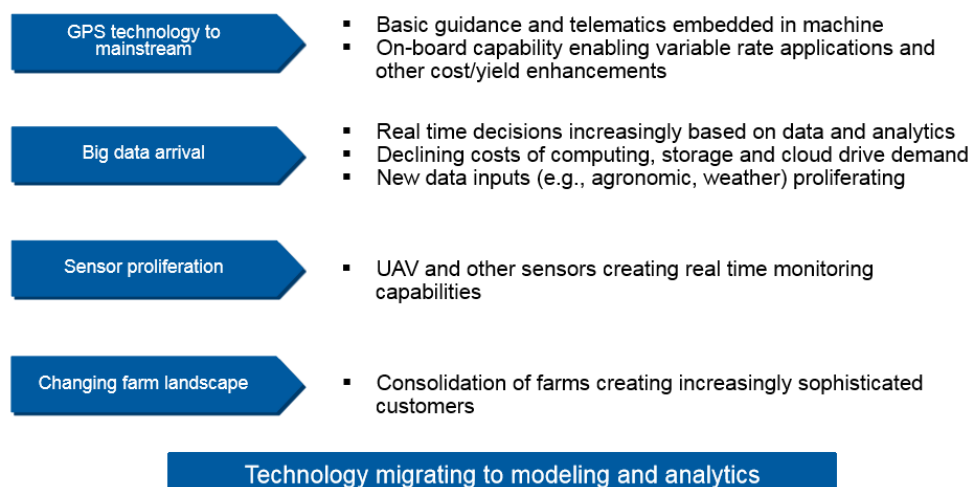 GPS technology to
mainstream
▪ Basic guidance and telematics embedded in machine
▪ On-board capability enabling variable rate applications and
other cost/yield enhancements
Big data arrival
▪ Real time decisions increasingly based on data and analytics
▪ Declining costs of computing, storage and cloud drive demand
▪ New data inputs (e.g., agronomic, weather) proliferating
Sensor proliferation
▪ UAV and other sensors creating real time monitoring
capabilities
Changing farm landscape
▪ Consolidation of farms creating increasingly sophisticated
customers
Technology migrating to modeling and analytics